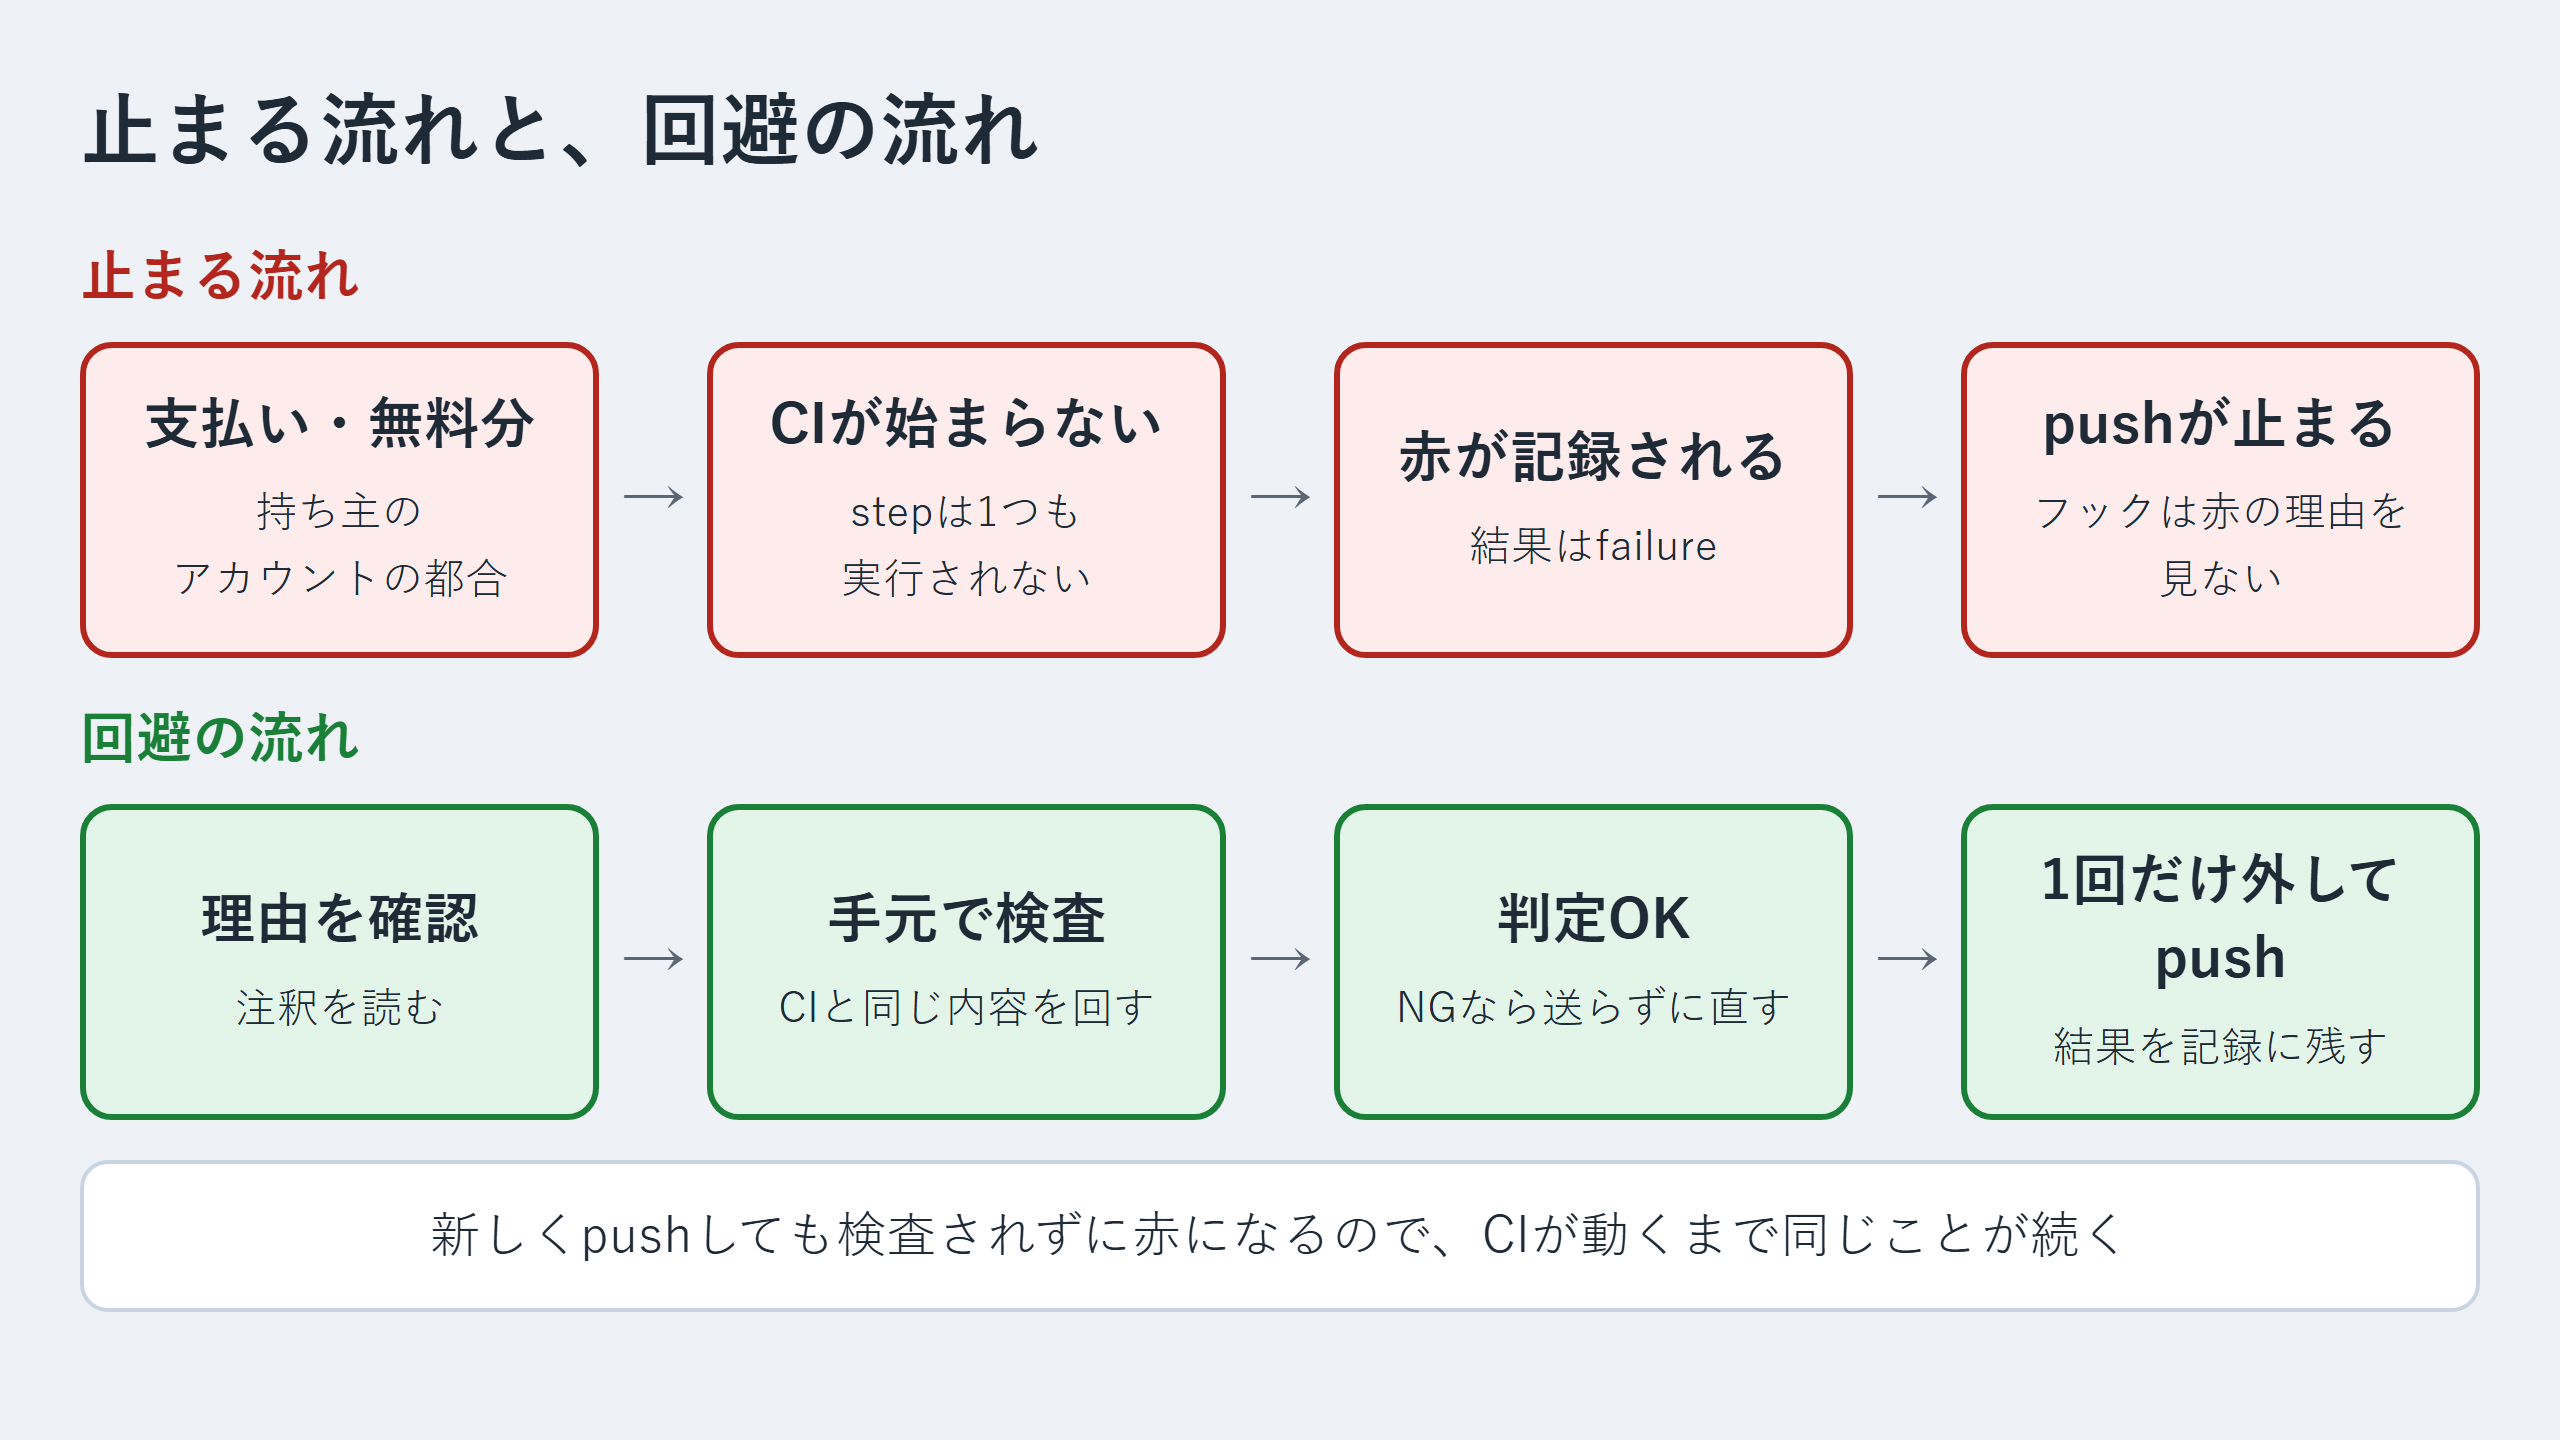 止まる流れと、回避の流れ
止まる流れ
支払い・無料分
持ち主の
アカウントの都合
→
CIが始まらない
stepは1つも
実行されない
→
赤が記録される
結果はfailure
→
pushが止まる
フックは赤の理由を
見ない
回避の流れ
理由を確認
注釈を読む
→
手元で検査
CIと同じ内容を回す
→
判定OK
NGなら送らずに直す
→
1回だけ外して
push
結果を記録に残す
新しくpushしても検査されずに赤になるので、CIが動くまで同じことが続く